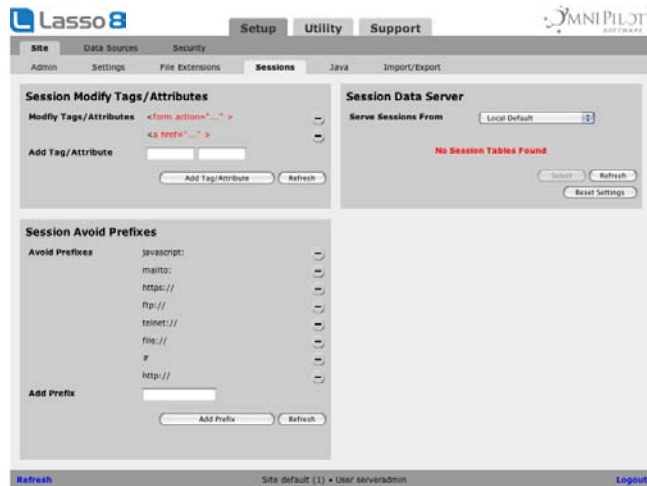 Lasso 8
Setup Utility Support
OMNIPILOT
SOFTWARE
Site Data Sources Security
Admin Settings File Extensions Sessions Java Import/Export
Session Modify Tags/Attributes
Modfiy Tags/Attributes <form action="..." >
<a href="..." >
Add Tag/Attribute
Add Tag/Attribute Refresh
Session Data Server
Serve Sessions From Local Default
No Session Tables Found
Select Refresh
Reset Settings
Session Avoid Prefixes
Avoid Prefixes javascript:
mailto:
https://
ftp://
telnet://
file://
#
http://
Add Prefix
Add Prefix Refresh
Refresh Site default (1) • User serveradmin Logout